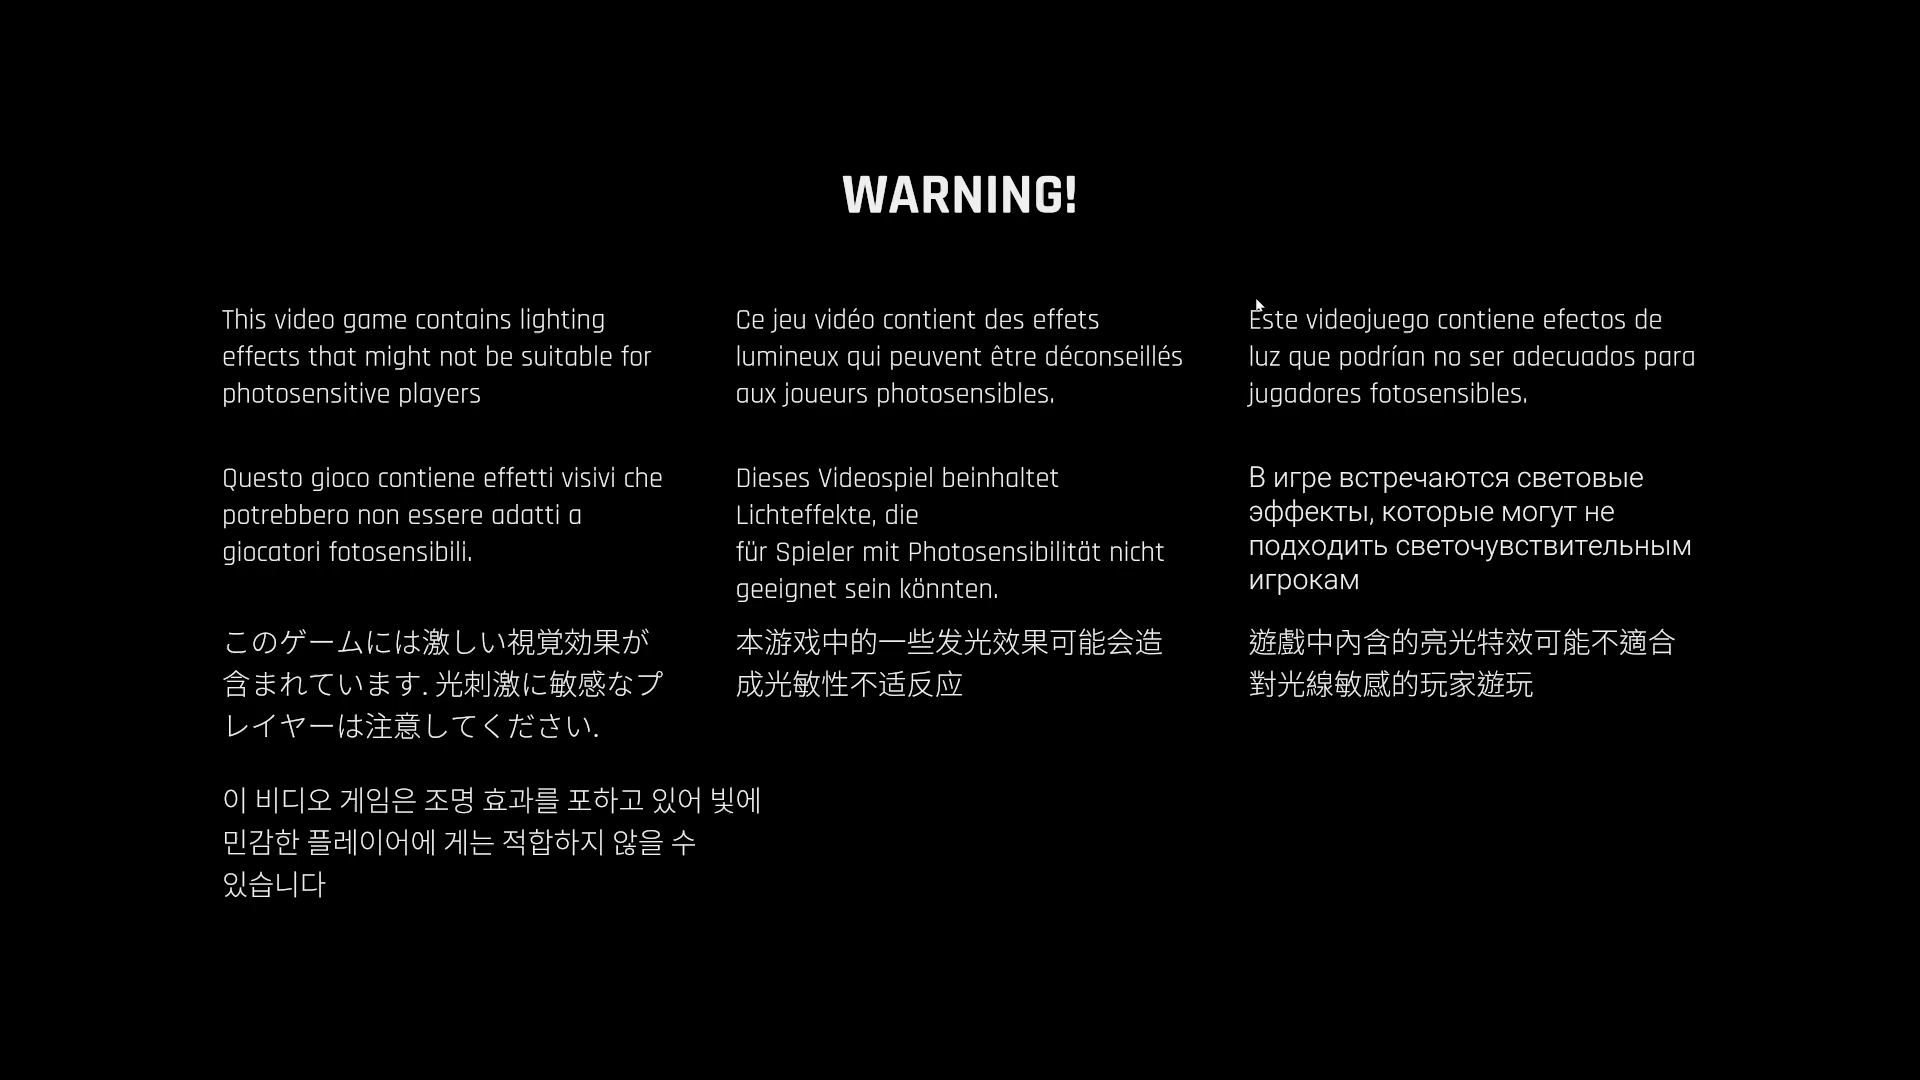 WARNING!
This video game contains lighting
effects that might not be suitable for
photosensitive players
Ce jeu vidéo contient des effets
lumineux qui peuvent être déconseillés
aux joueurs photosensibles.
Este videojuego contiene efectos de
luz que podrían no ser adecuados para
jugadores fotosensibles.
Questo gioco contiene effetti visivi che
potrebbero non essere adatti a
giocatori fotosensibili.
Dieses Videospiel beinhaltet
Lichteffekte, die
für Spieler mit Photosensibilität nicht
geeignet sein könnten.
В игре встречаются световые
эффекты, которые могут не
подходить светочувствительным
игрокам
このゲームには激しい視覚効果が
含まれています. 光刺激に敏感なプ
レイヤーは注意してください.
本游戏中的一些发光效果可能会造
成光敏性不适反应
遊戲中內含的亮光特效可能不適合
對光線敏感的玩家遊玩
이 비디오 게임은 조명 효과를 포하고 있어 빛에
민감한 플레이어에 게는 적합하지 않을 수
있습니다